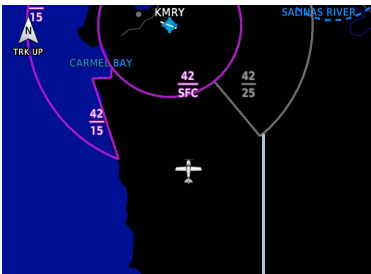 15
N
TRK UP
KMRY
SALINAS RIVER
CARMEL BAY
42
SFC
42
25
42
15